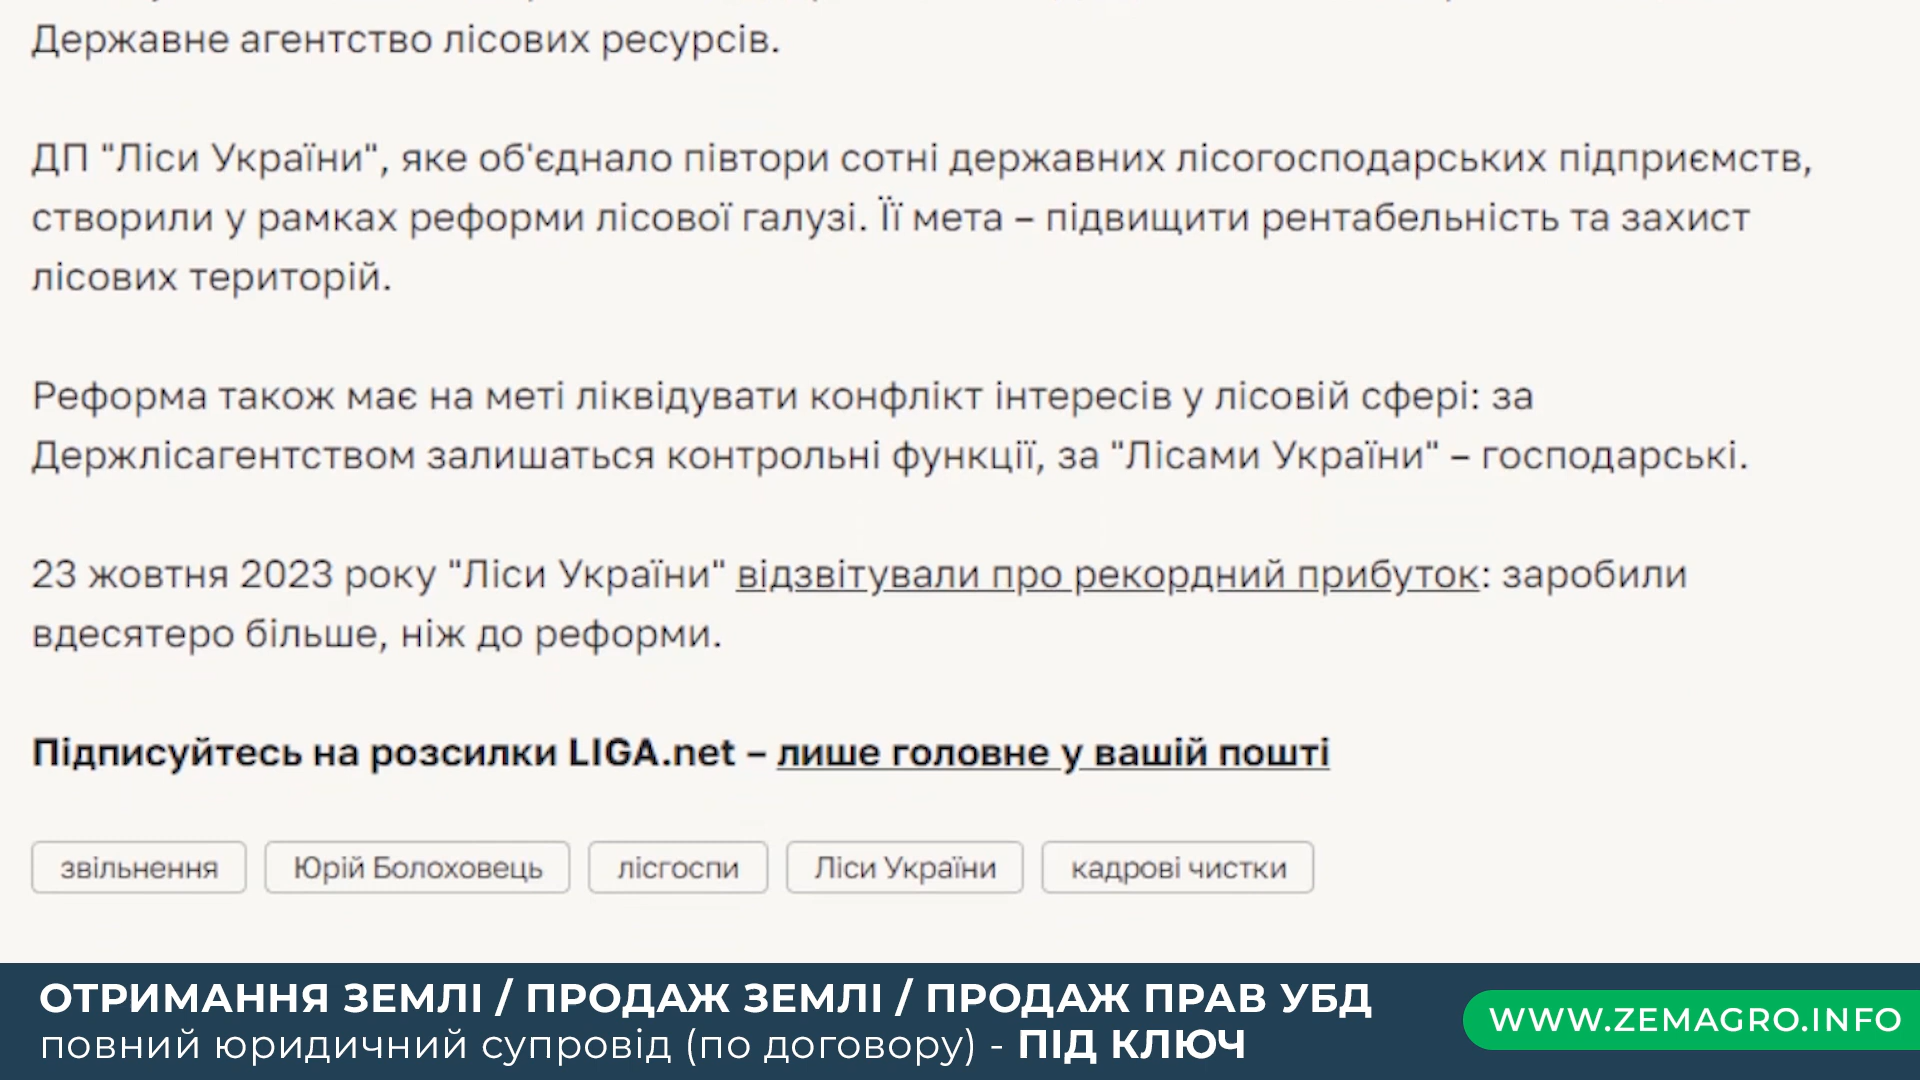 Державне агентство лісових ресурсів.
ДП "Ліси України", яке об'єднало півтори сотні державних лісогосподарських підприємств,
створили у рамках реформи лісової галузі. Її мета – підвищити рентабельність та захист
лісових територій.
Реформа також має на меті ліквідувати конфлікт інтересів у лісовій сфері: за
Держлісагентством залишаться контрольні функції, за "Лісами України" – господарські.
23 жовтня 2023 року "Ліси України" відзвітували про рекордний прибуток: заробили
вдесятеро більше, ніж до реформи.
Підписуйтесь на розсилки LIGA.net – лише головне у вашій пошті
звільнення Юрій Болоховець лісгоспи Ліси України кадрові чистки
ОТРИМАННЯ ЗЕМЛІ / ПРОДАЖ ЗЕМЛІ / ПРОДАЖ ПРАВ УБД
повний юридичний супровід (по договору) - ПІД КЛЮЧ
WWW.ZEMAGRO.INFO